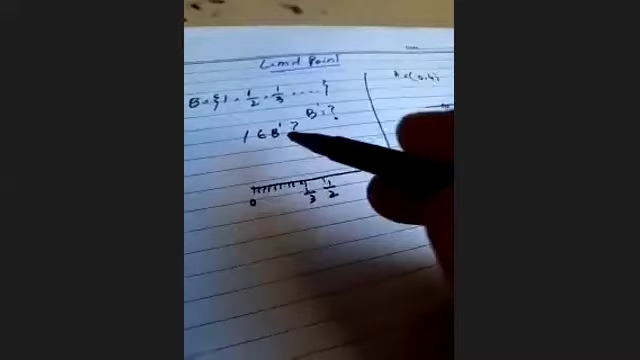 Limit Point
B = { 1, 1/2, 1/3, ....}
B' = ?
1 ∈ B' ?
1/3 1/2
0
A = (a, b)